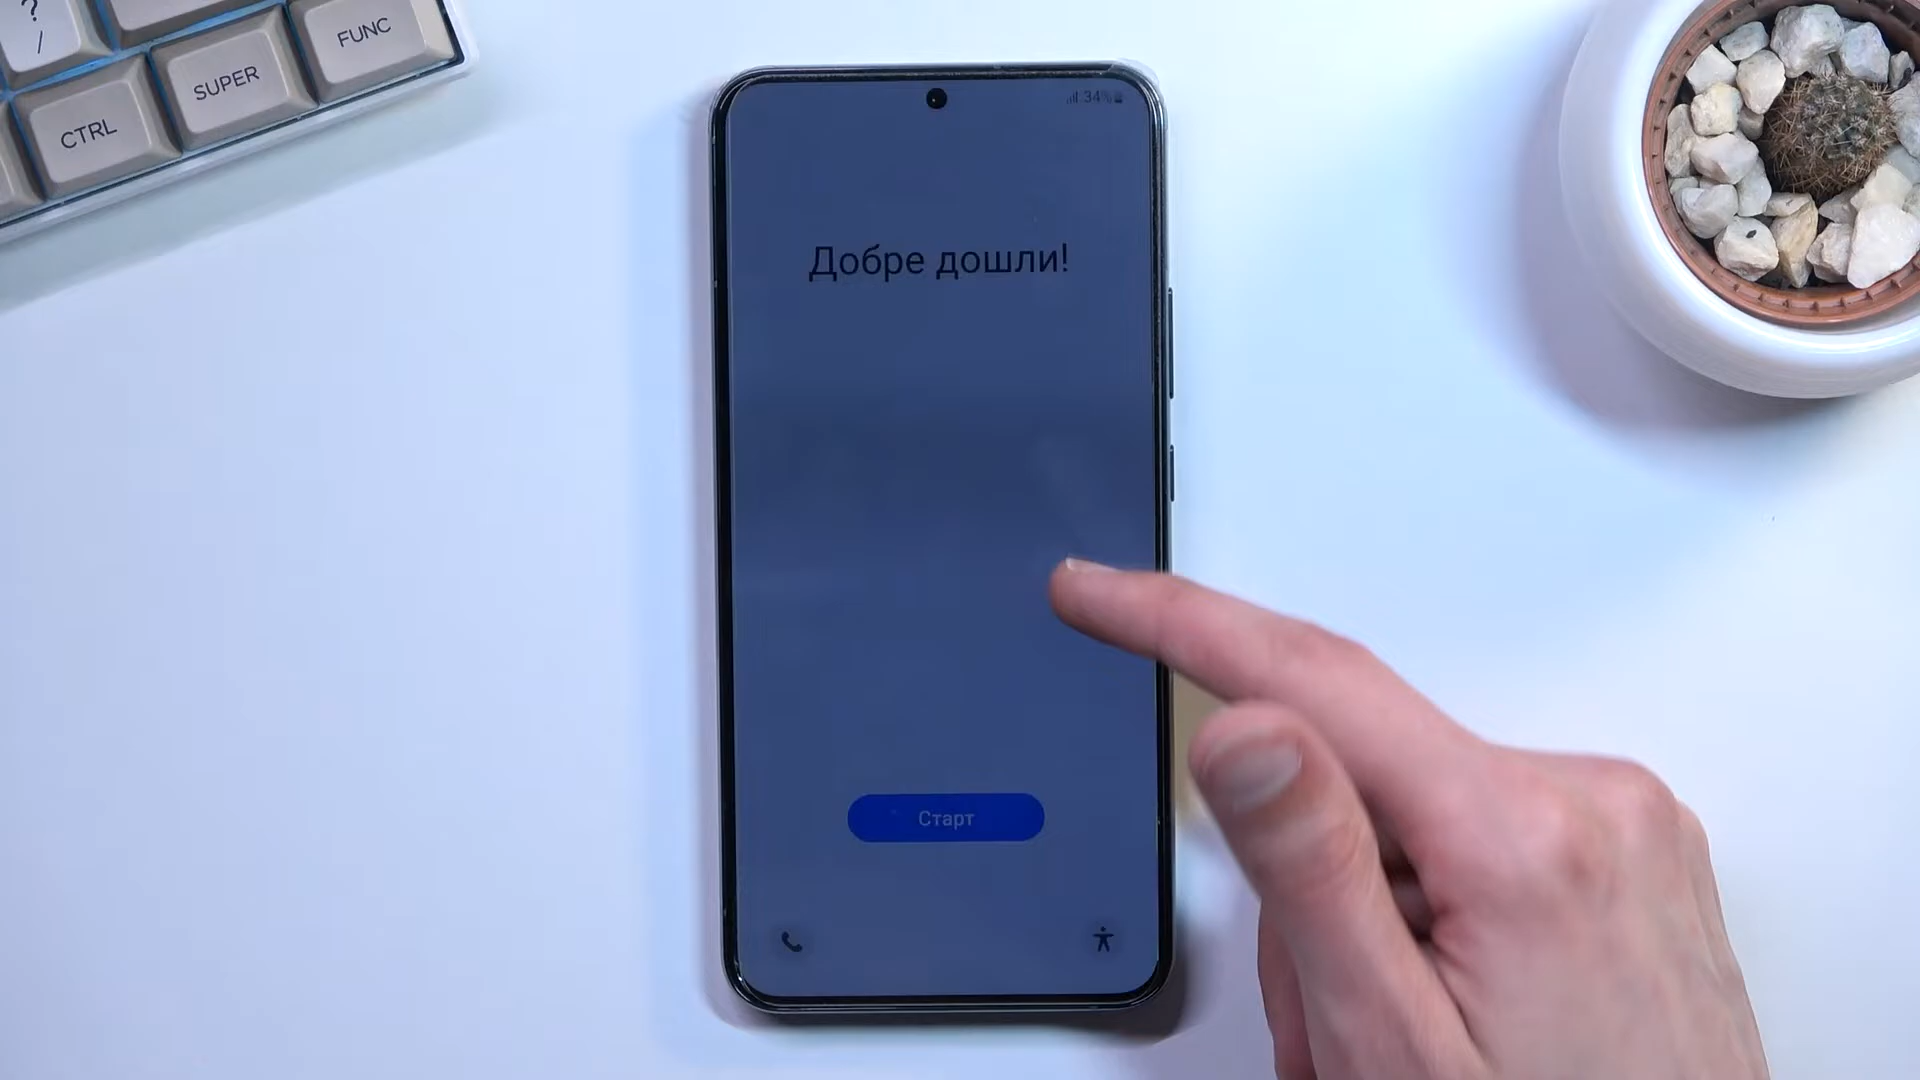 ?
/
FUNC
SUPER
CTRL
34%
Добре дошли!
Старт